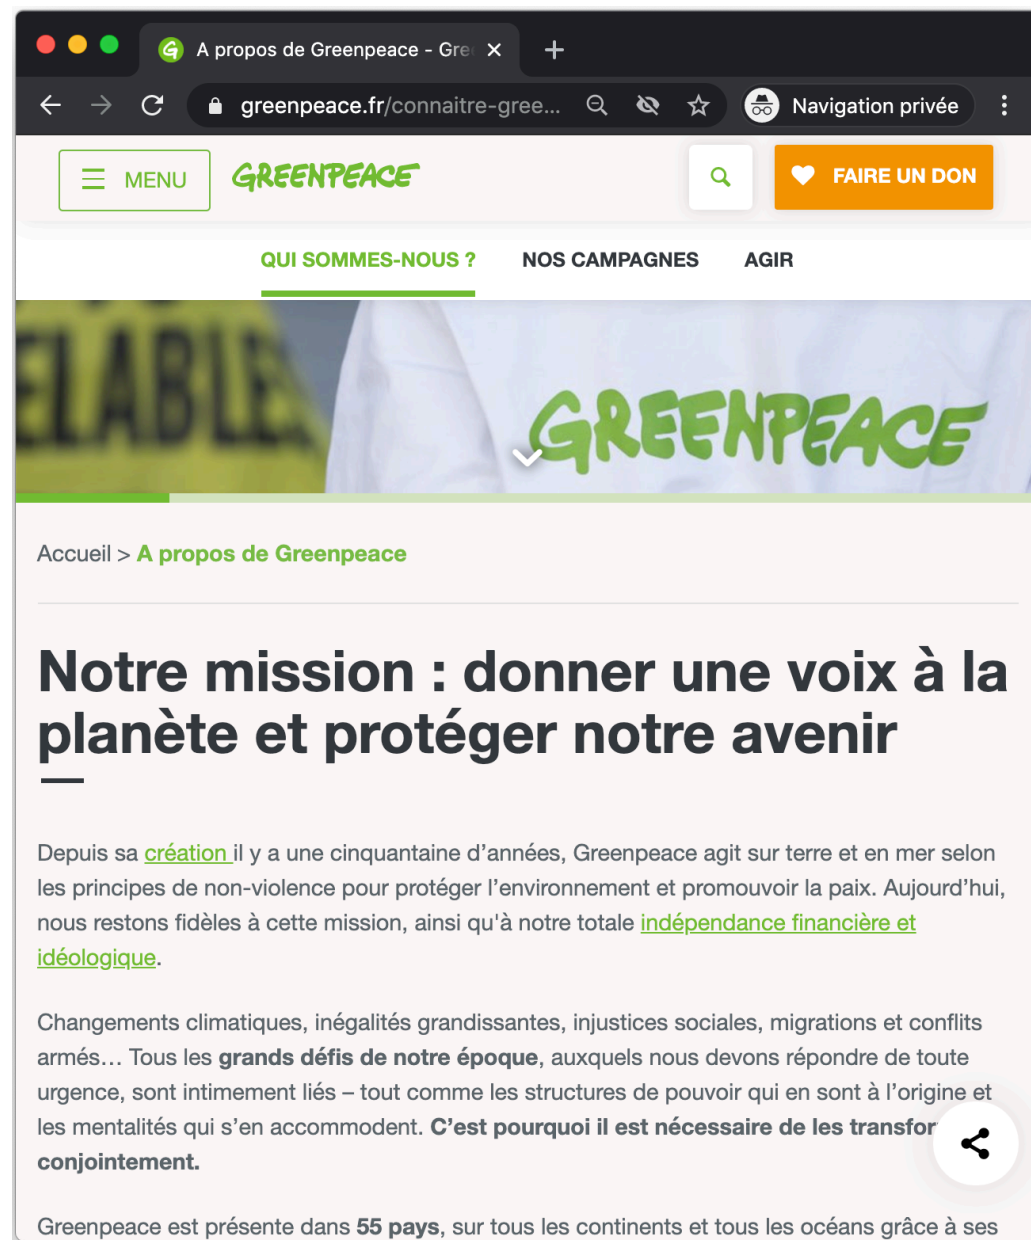 A propos de Greenpeace - Gre
greenpeace.fr/connaitre-gree...
Navigation privée
MENU
GREENPEACE
FAIRE UN DON
QUI SOMMES-NOUS ?
NOS CAMPAGNES
AGIR
ELABLES
GREENPEACE
Accueil > A propos de Greenpeace
Notre mission : donner une voix à la
planète et protéger notre avenir
Depuis sa création il y a une cinquantaine d’années, Greenpeace agit sur terre et en mer selon
les principes de non-violence pour protéger l’environnement et promouvoir la paix. Aujourd’hui,
nous restons fidèles à cette mission, ainsi qu'à notre totale indépendance financière et
idéologique.
Changements climatiques, inégalités grandissantes, injustices sociales, migrations et conflits
armés… Tous les grands défis de notre époque, auxquels nous devons répondre de toute
urgence, sont intimement liés – tout comme les structures de pouvoir qui en sont à l’origine et
les mentalités qui s’en accommodent. C’est pourquoi il est nécessaire de les transfor
conjointement.
Greenpeace est présente dans 55 pays, sur tous les continents et tous les océans grâce à ses